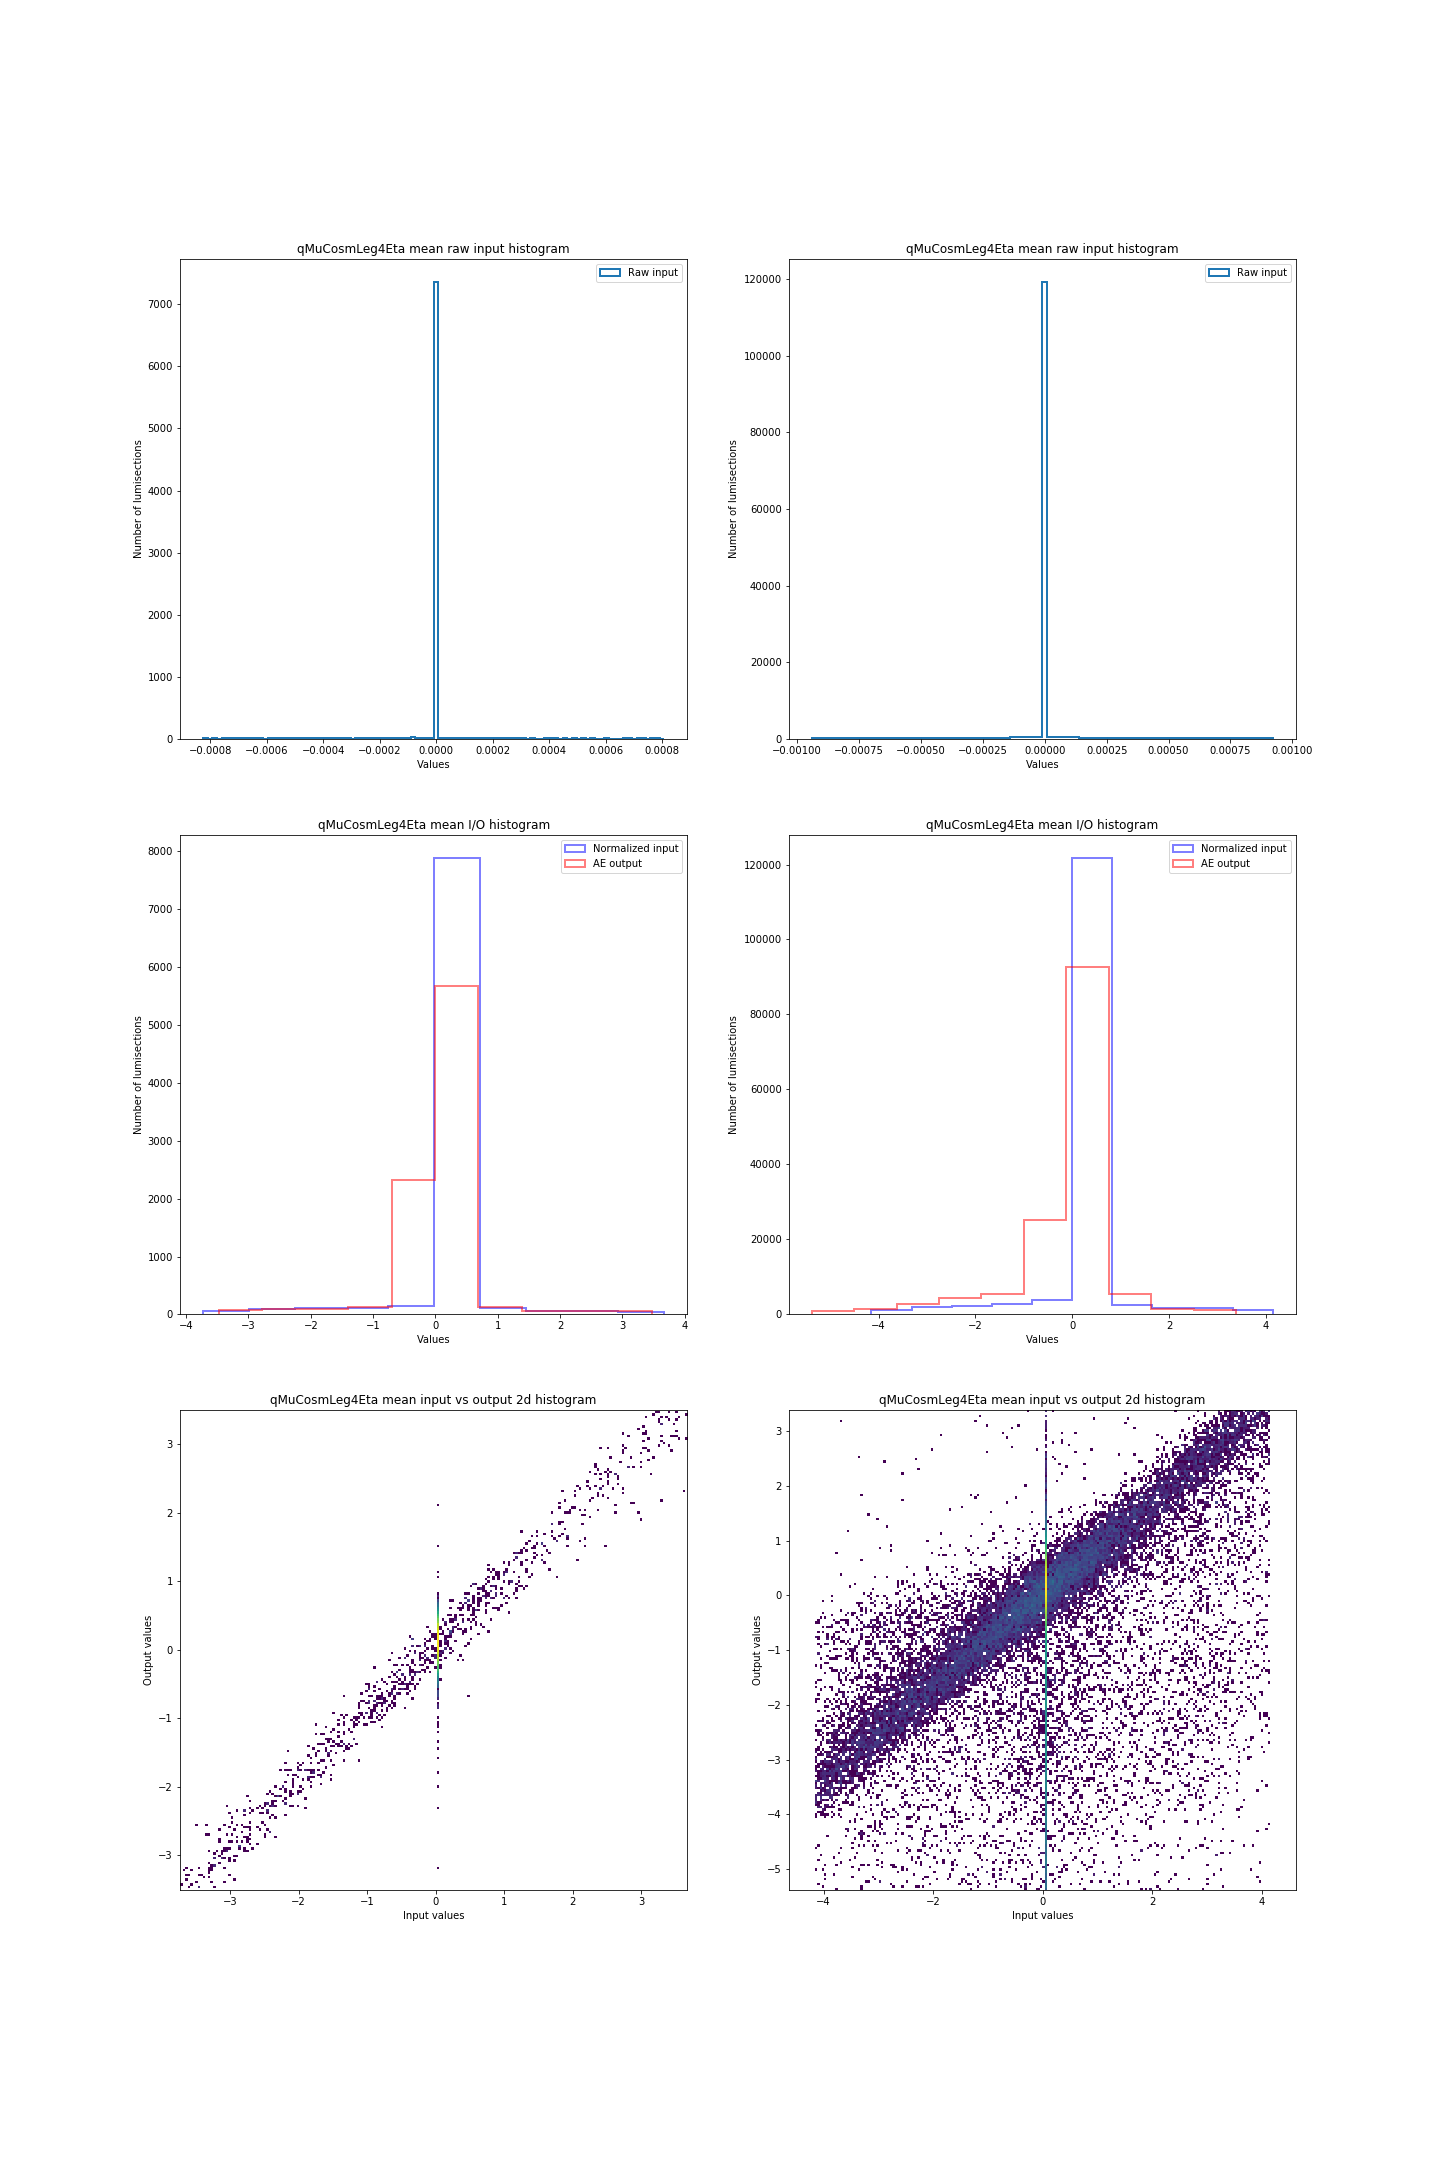 qMuCosmLeg4Eta mean raw input histogram
Raw input
7000
6000
5000
4000
3000
2000
1000
0
Number of lumisections
−0.0008 −0.0006 −0.0004 −0.0002 0.0000 0.0002 0.0004 0.0006 0.0008
Values
qMuCosmLeg4Eta mean raw input histogram
Raw input
120000
100000
80000
60000
40000
20000
0
Number of lumisections
−0.00100 −0.00075 −0.00050 −0.00025 0.00000 0.00025 0.00050 0.00075 0.00100
Values
qMuCosmLeg4Eta mean I/O histogram
Normalized input
AE output
8000
7000
6000
5000
4000
3000
2000
1000
0
Number of lumisections
−4 −3 −2 −1 0 1 2 3 4
Values
qMuCosmLeg4Eta mean I/O histogram
Normalized input
AE output
120000
100000
80000
60000
40000
20000
0
Number of lumisections
−4 −2 0 2 4
Values
qMuCosmLeg4Eta mean input vs output 2d histogram
3
2
1
0
−1
−2
−3
Output values
−3 −2 −1 0 1 2 3
Input values
qMuCosmLeg4Eta mean input vs output 2d histogram
3
2
1
0
−1
−2
−3
−4
−5
Output values
−4 −2 0 2 4
Input values